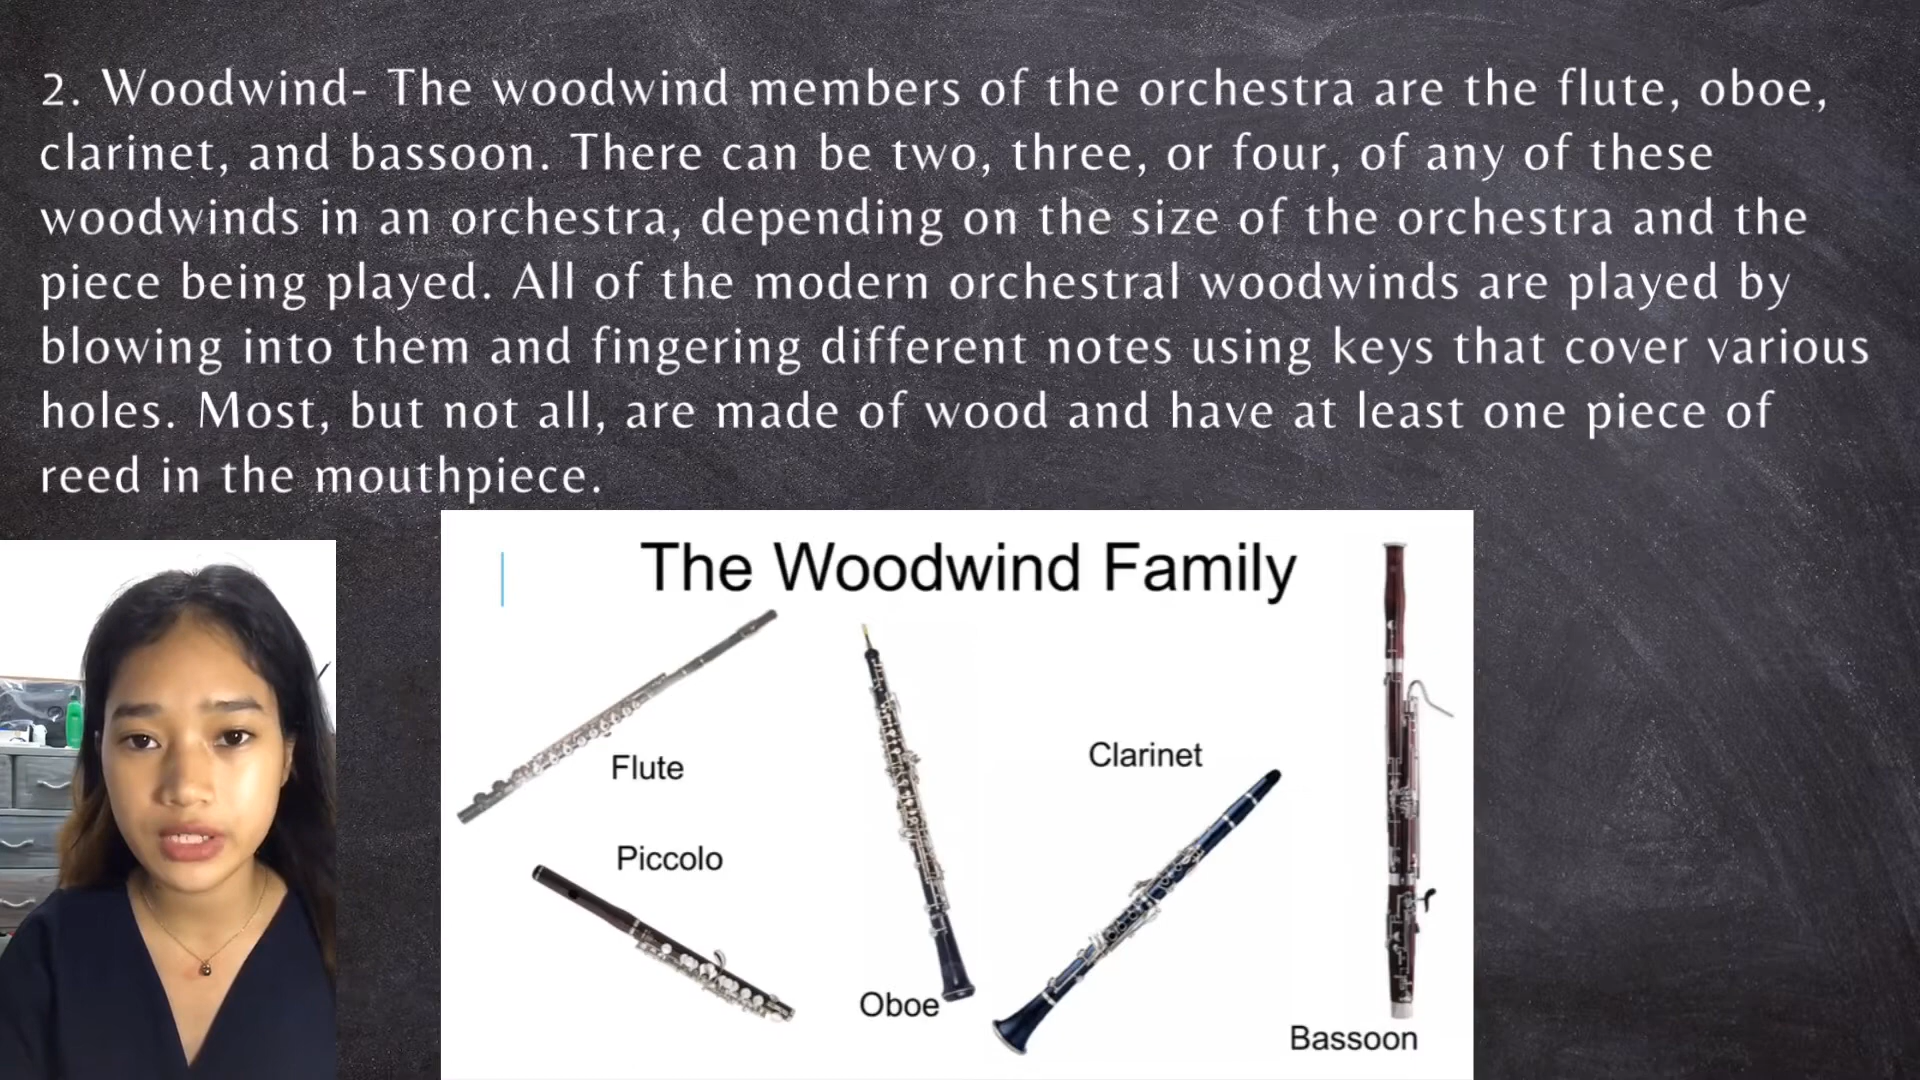 2. Woodwind- The woodwind members of the orchestra are the flute, oboe,
clarinet, and bassoon. There can be two, three, or four, of any of these
woodwinds in an orchestra, depending on the size of the orchestra and the
piece being played. All of the modern orchestral woodwinds are played by
blowing into them and fingering different notes using keys that cover various
holes. Most, but not all, are made of wood and have at least one piece of
reed in the mouthpiece.
The Woodwind Family
Flute
Clarinet
Piccolo
Oboe
Bassoon